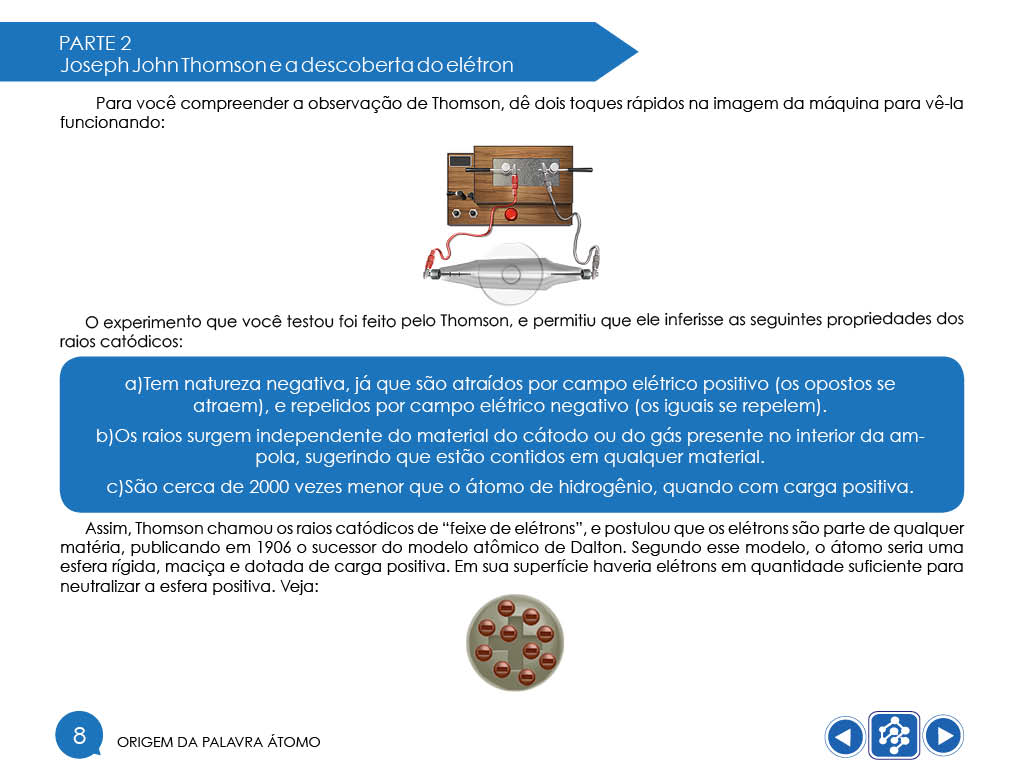 PARTE 2
Joseph John Thomson e a descoberta do elétron
Para você compreender a observação de Thomson, dê dois toques rápidos na imagem da máquina para vê-la
funcionando:
O experimento que você testou foi feito pelo Thomson, e permitiu que ele inferisse as seguintes propriedades dos
raios catódicos:
a)Tem natureza negativa, já que são atraídos por campo elétrico positivo (os opostos se
atraem), e repelidos por campo elétrico negativo (os iguais se repelem).
b)Os raios surgem independente do material do cátodo ou do gás presente no interior da am-
pola, sugerindo que estão contidos em qualquer material.
c)São cerca de 2000 vezes menor que o átomo de hidrogênio, quando com carga positiva.
Assim, Thomson chamou os raios catódicos de “feixe de elétrons”, e postulou que os elétrons são parte de qualquer
matéria, publicando em 1906 o sucessor do modelo atômico de Dalton. Segundo esse modelo, o átomo seria uma
esfera rígida, maciça e dotada de carga positiva. Em sua superfície haveria elétrons em quantidade suficiente para
neutralizar a esfera positiva. Veja:
8
ORIGEM DA PALAVRA ÁTOMO